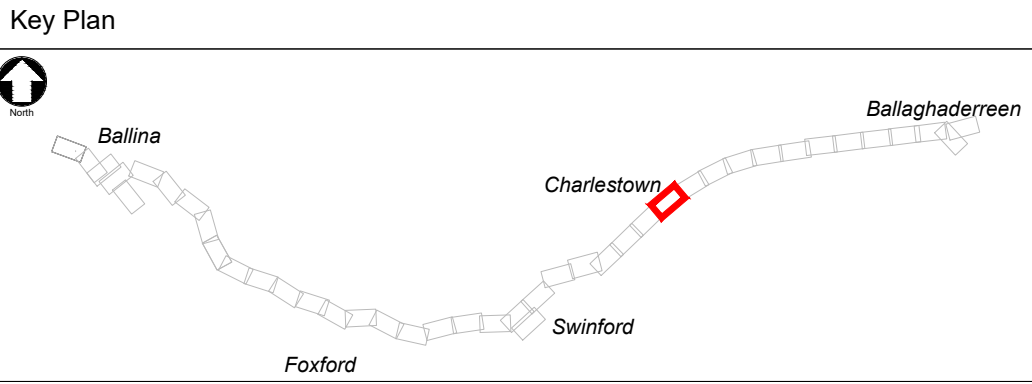 Key Plan
North
Ballina
Ballaghaderreen
Charlestown
Swinford
Foxford